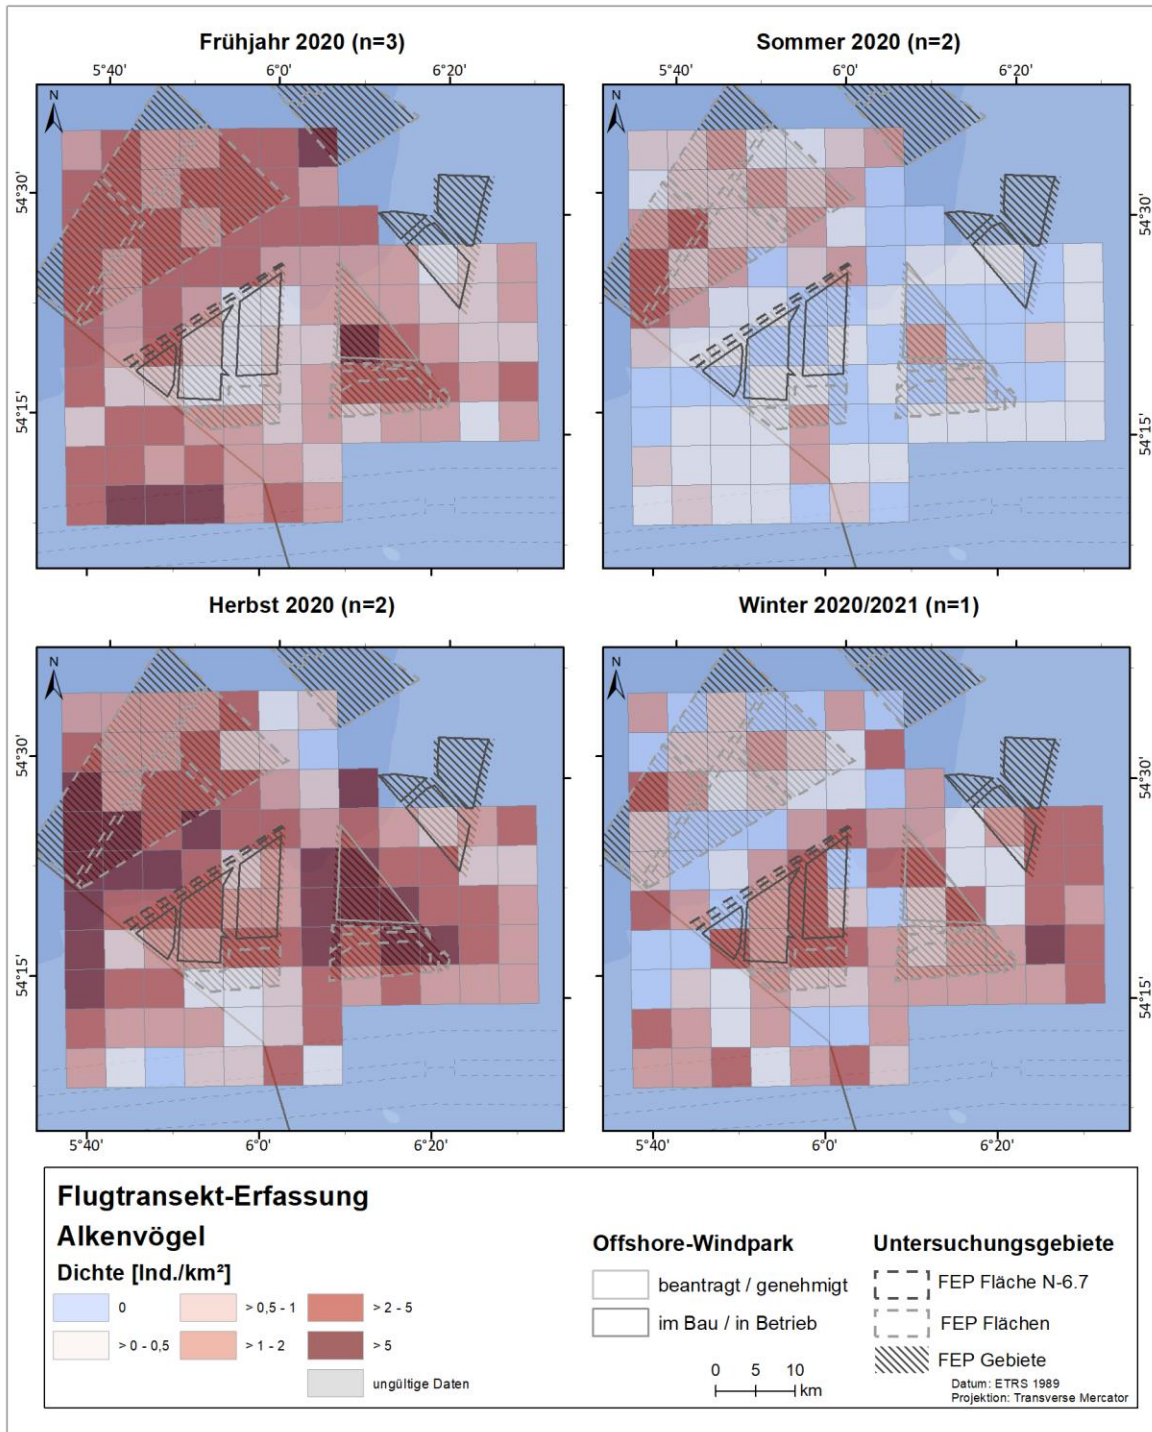 Frühjahr 2020 (n=3)
Sommer 2020 (n=2)
5°40' 6°0' 6°20'
5°40' 6°0' 6°20'
N
N
54°30'
54°30'
54°15'
54°15'
Herbst 2020 (n=2)
Winter 2020/2021 (n=1)
N
N
54°30'
54°30'
54°15'
54°15'
5°40' 6°0' 6°20'
5°40' 6°0' 6°20'
Flugtransekt-Erfassung
Alkenvögel
Dichte [Ind./km²]
0
> 0,5 - 1
> 2 - 5
> 0 - 0,5
> 1 - 2
> 5
ungültige Daten
Offshore-Windpark
beantragt / genehmigt
im Bau / in Betrieb
0 5 10
km
Untersuchungsgebiete
FEP Fläche N-6.7
FEP Flächen
FEP Gebiete
Datum: ETRS 1989
Projektion: Transverse Mercator